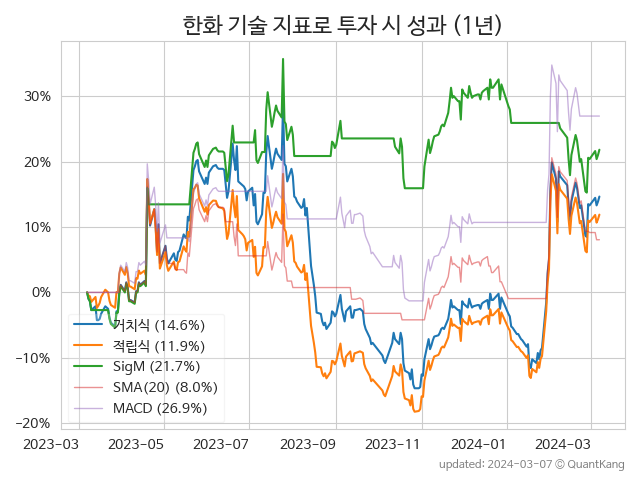 한화 기술 지표로 투자 시 성과 (1년)
30%
20%
10%
0%
−10%
−20%
거치식 (14.6%)
적립식 (11.9%)
SigM (21.7%)
SMA(20) (8.0%)
MACD (26.9%)
2023-03
2023-05
2023-07
2023-09
2023-11
2024-01
2024-03
updated: 2024-03-07 © QuantKang